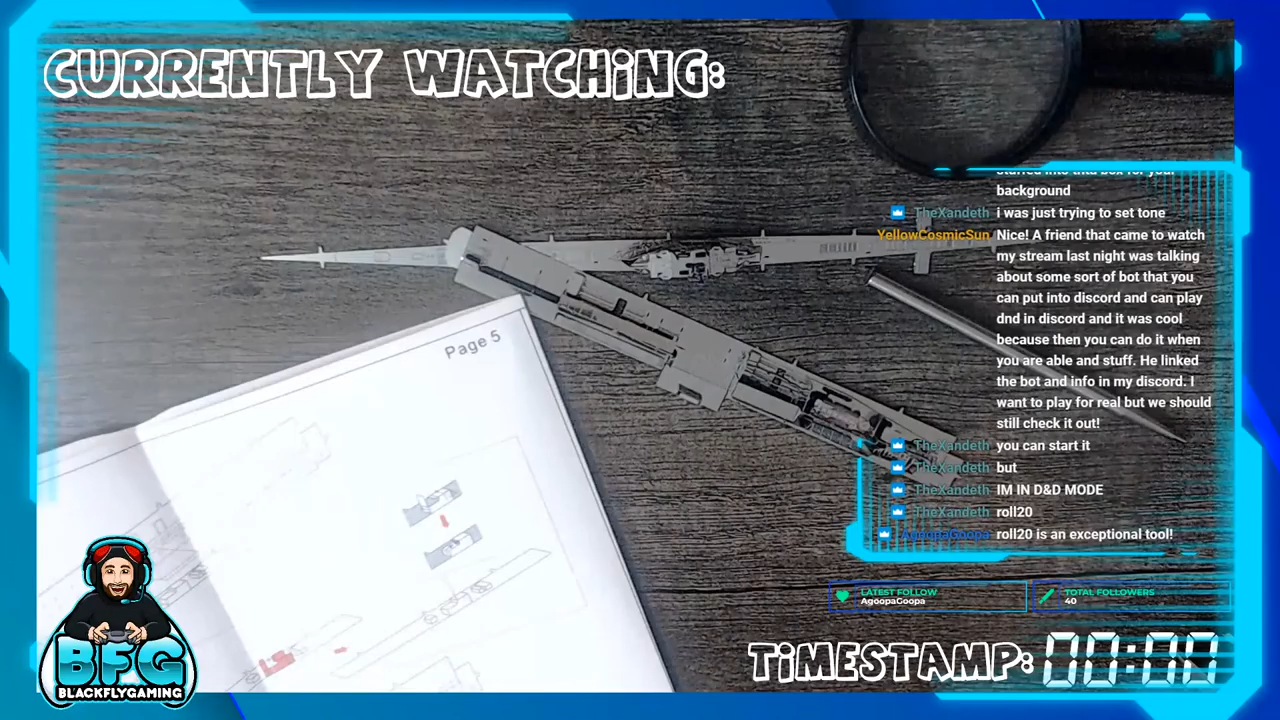 CURRENTLY WATCHING:
background
TheXandeth i was just trying to set tone
YellowCosmicSun Nice! A friend that came to watch
my stream last night was talking
about some sort of bot that you
can put into discord and can play
dnd in discord and it was cool
because then you can do it when
you are able and stuff. He linked
the bot and info in my discord. I
want to play for real but we should
still check it out!
TheXandeth you can start it
TheXandeth but
TheXandeth IM IN D&D MODE
TheXandeth roll20
AgoopaGoopa roll20 is an exceptional tool!
Page 5
LATEST FOLLOW
AgoopaGoopa
TOTAL FOLLOWERS
40
TIMESTAMP: 00:00
BFG
BLACKFLYGAMING